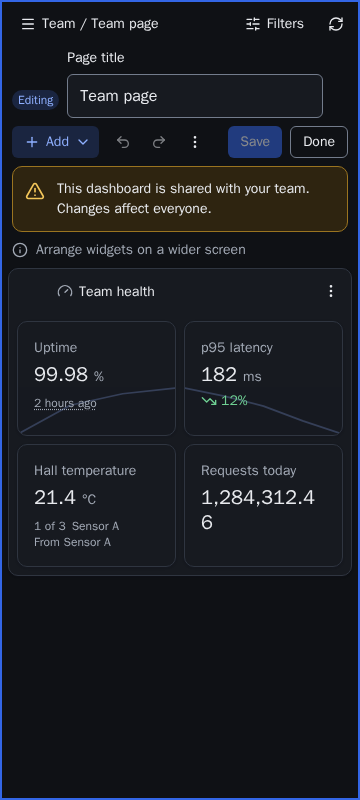 Team / Team page
Filters
Page title
Editing
Team page
Add
Save
Done
This dashboard is shared with your team.
Changes affect everyone.
Arrange widgets on a wider screen
Team health
Uptime
99.98 %
2 hours ago
p95 latency
182 ms
12%
Hall temperature
21.4 °C
1 of 3 Sensor A
From Sensor A
Requests today
1,284,312.4
6